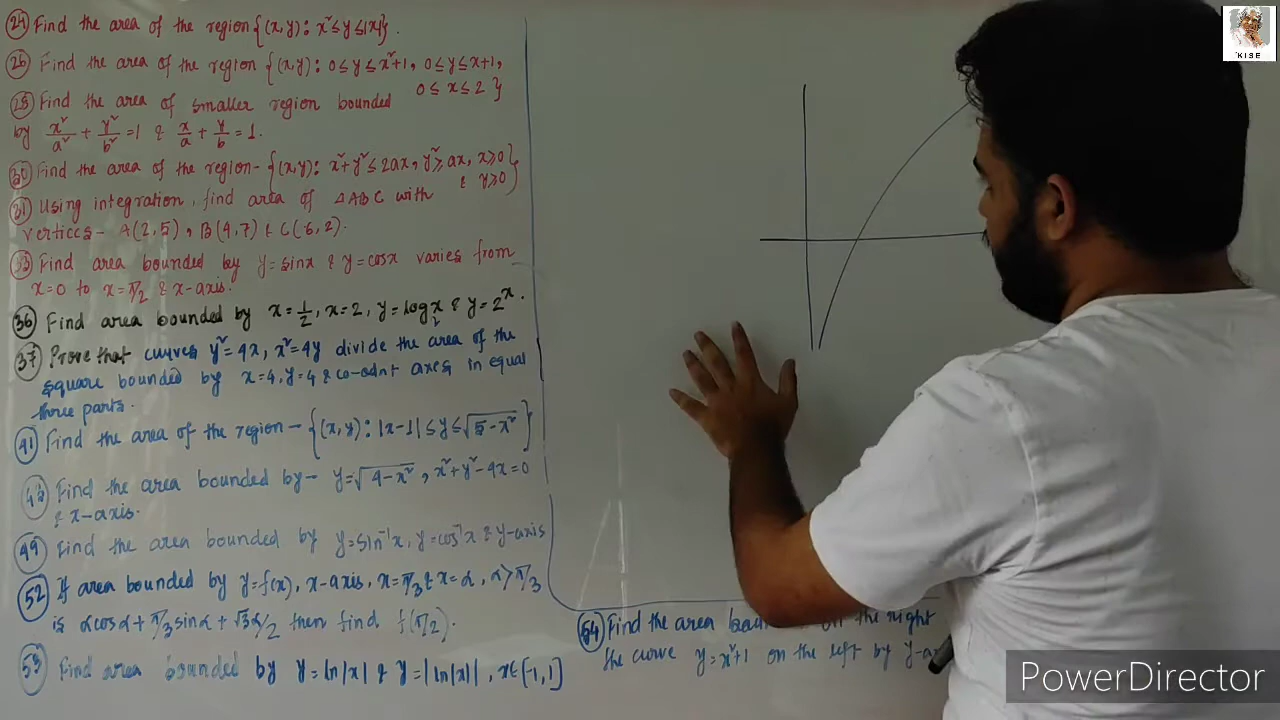 24) Find the area of the region {(x,y): x² ≤ y ≤ |x|}.
26) Find the area of the region {(x,y): 0 ≤ y ≤ x²+1, 0 ≤ y ≤ x+1,
0 ≤ x ≤ 2 }
28) Find the area of smaller region bounded
by x²/a² + y²/b² = 1 & x/a + y/b = 1.
30) Find the area of the region- {(x,y): x²+y² ≤ 2ax, y² ≥ ax, x ≥ 0
& y ≥ 0}
31) Using integration, find area of △ABC with
vertices- A(2,5), B(4,7) & C(6,2).
33) Find area bounded by y=sinx & y=cosx varies from
x=0 to x=π/2 & x-axis.
36) Find area bounded by x=1/2, x=2, y=log x & y=2^x.
37) Prove that curves y²=4x, x²=4y divide the area of the
square bounded by x=4, y=4 & co-odnt axes in equal
three parts.
41) Find the area of the region- {(x,y): |x-1| ≤ y ≤ √(5-x²)}
44) Find the area bounded by- y=√(4-x²), x²+y²-4x=0
& x-axis.
49) Find the area bounded by y=sin⁻¹x, y=cos⁻¹x & y-axis
52) If area bounded by y=f(x), x-axis, x=π/3 & x=α, α>π/3
is αcosα + π/3 sinα + √3α/2 then find f(π/2).
53) Find area bounded by y=ln|x| & y=|ln|x||, x∈[-1,1]
54) Find the area on the right
the curve y=x²+1 on the left by
KISE
PowerDirector